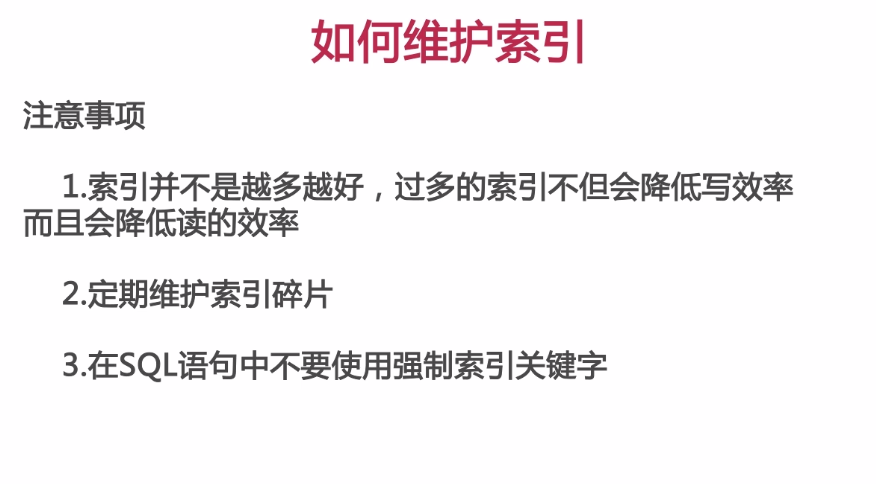 如何维护索引
注意事项
1.索引并不是越多越好，过多的索引不但会降低写效率
而且会降低读的效率
2.定期维护索引碎片
3.在SQL语句中不要使用强制索引关键字